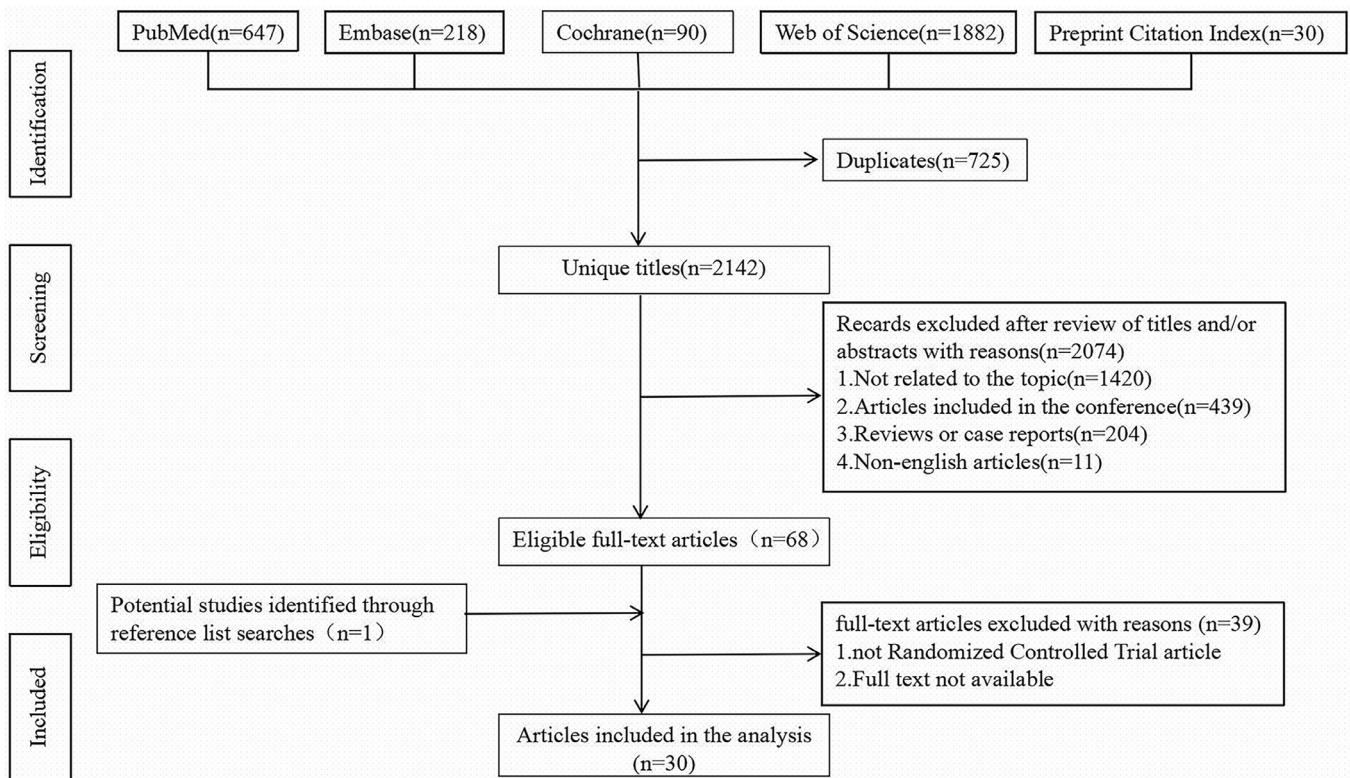 PubMed(n=647)
Embase(n=218)
Cochrane(n=90)
Web of Science(n=1882)
Preprint Citation Index(n=30)
Identification
Duplicates(n=725)
Screening
Unique titles(n=2142)
Recards excluded after review of titles and/or
abstracts with reasons(n=2074)
1.Not related to the topic(n=1420)
2.Articles included in the conference(n=439)
3.Reviews or case reports(n=204)
4.Non-english articles(n=11)
Eligibility
Eligible full-text articles（n=68）
Potential studies identified through
reference list searches（n=1）
full-text articles excluded with reasons (n=39)
1.not Randomized Controlled Trial article
2.Full text not available
Included
Articles included in the analysis
(n=30)